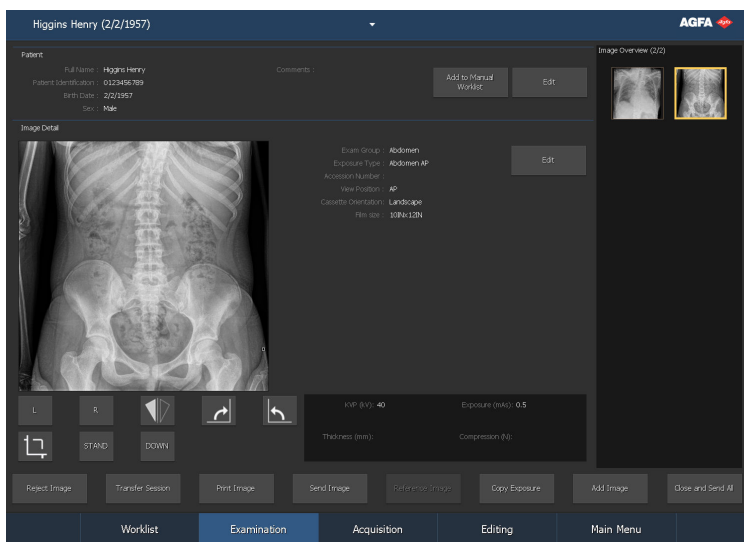 Higgins Henry (2/2/1957)
AGFA
Patient
Full Name : Higgins Henry
Patient Identification : 0123456789
Birth Date : 2/2/1957
Sex : Male
Comments :
Add to Manual
Worklist
Edit
Image Overview (2/2)
Image Detail
Exam Group : Abdomen
Exposure Type : Abdomen AP
Accession Number :
View Position : AP
Cassette Orientation: Landscape
Film size : 10INx12IN
Edit
L
R
STAND
DOWN
KVP (kV): 40
Exposure (mAs): 0.5
Thickness (mm):
Compression (N):
Reject Image
Transfer Session
Print Image
Send Image
Reference Image
Copy Exposure
Add Image
Close and Send All
Worklist
Examination
Acquisition
Editing
Main Menu